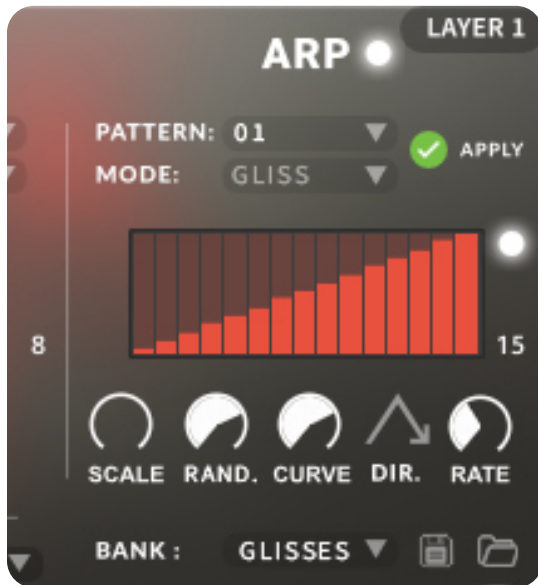 LAYER 1
ARP
PATTERN: 01
APPLY
MODE: GLISS
8
15
SCALE RAND. CURVE DIR. RATE
BANK : GLISSES